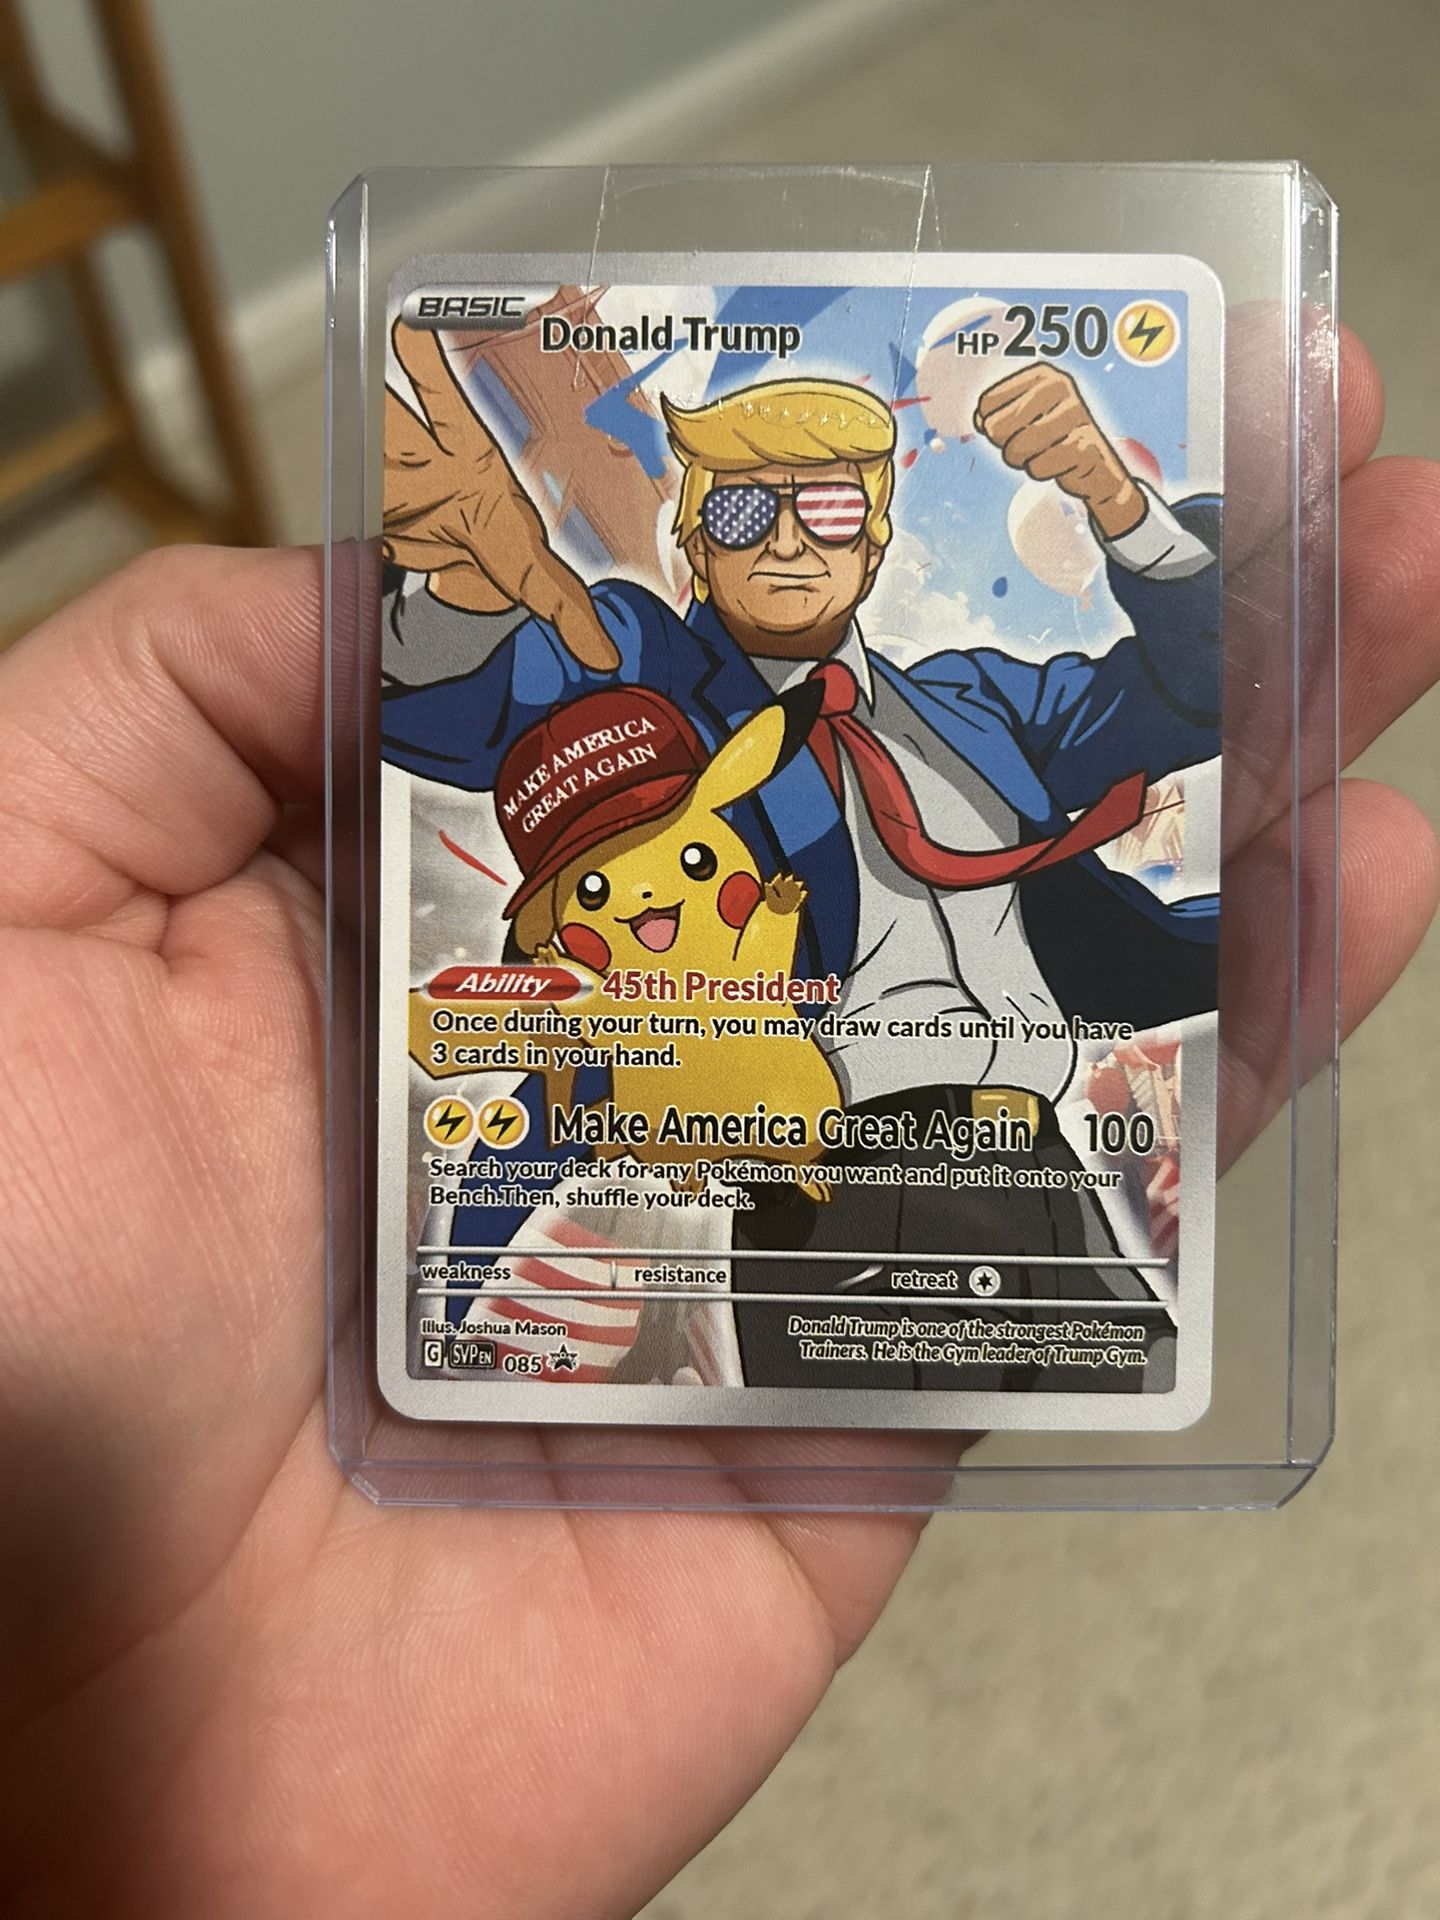 BASIC
Donald Trump HP 250
MAKE AMERICA
GREAT AGAIN
Ability 45th President
Once during your turn, you may draw cards until you have
3 cards in your hand.
Make America Great Again 100
Search your deck for any Pokémon you want and put it onto your
Bench.Then, shuffle your deck.
weakness resistance retreat
Illus. Joshua Mason
G SVP EN 085
Donald Trump is one of the strongest Pokémon
Trainers. He is the Gym leader of Trump Gym.